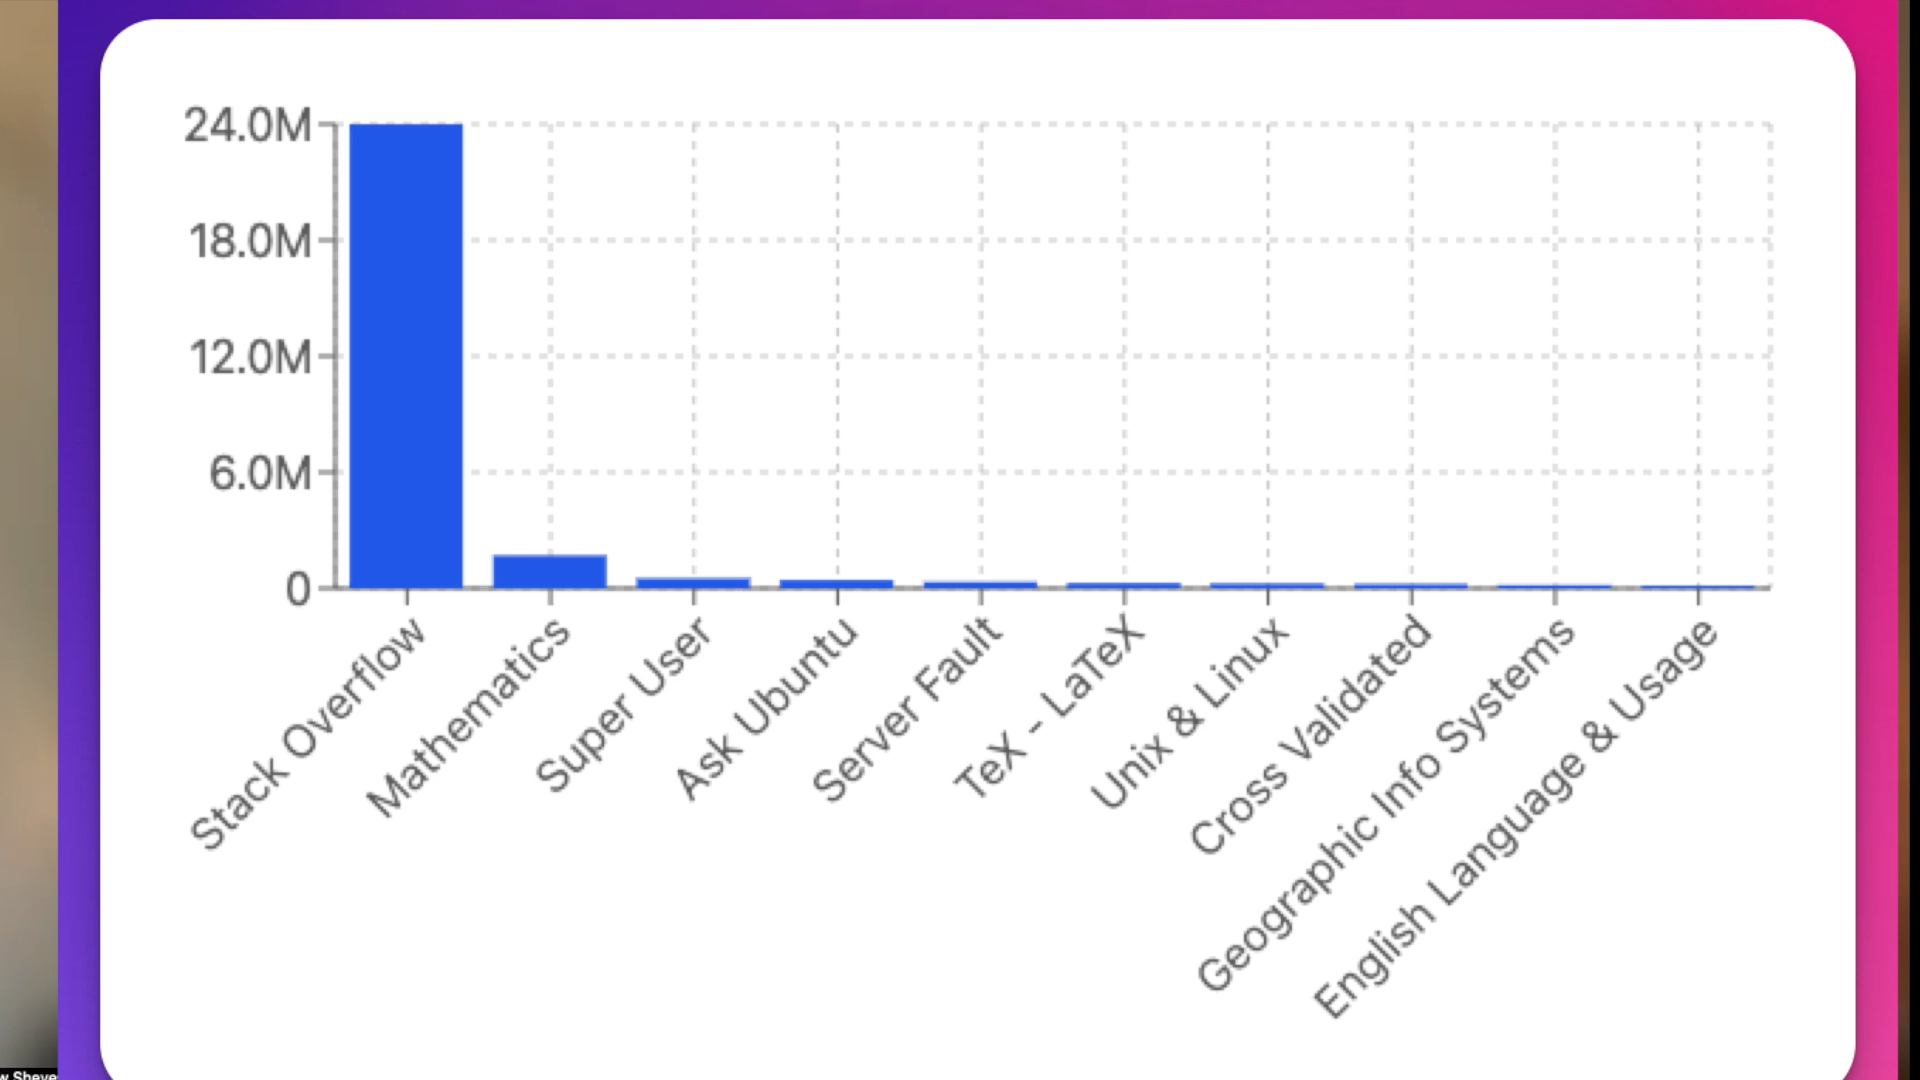 24.0M
18.0M
12.0M
6.0M
0
Stack Overflow
Mathematics
Super User
Ask Ubuntu
Server Fault
TeX - LaTeX
Unix & Linux
Cross Validated
Geographic Info Systems
English Language & Usage